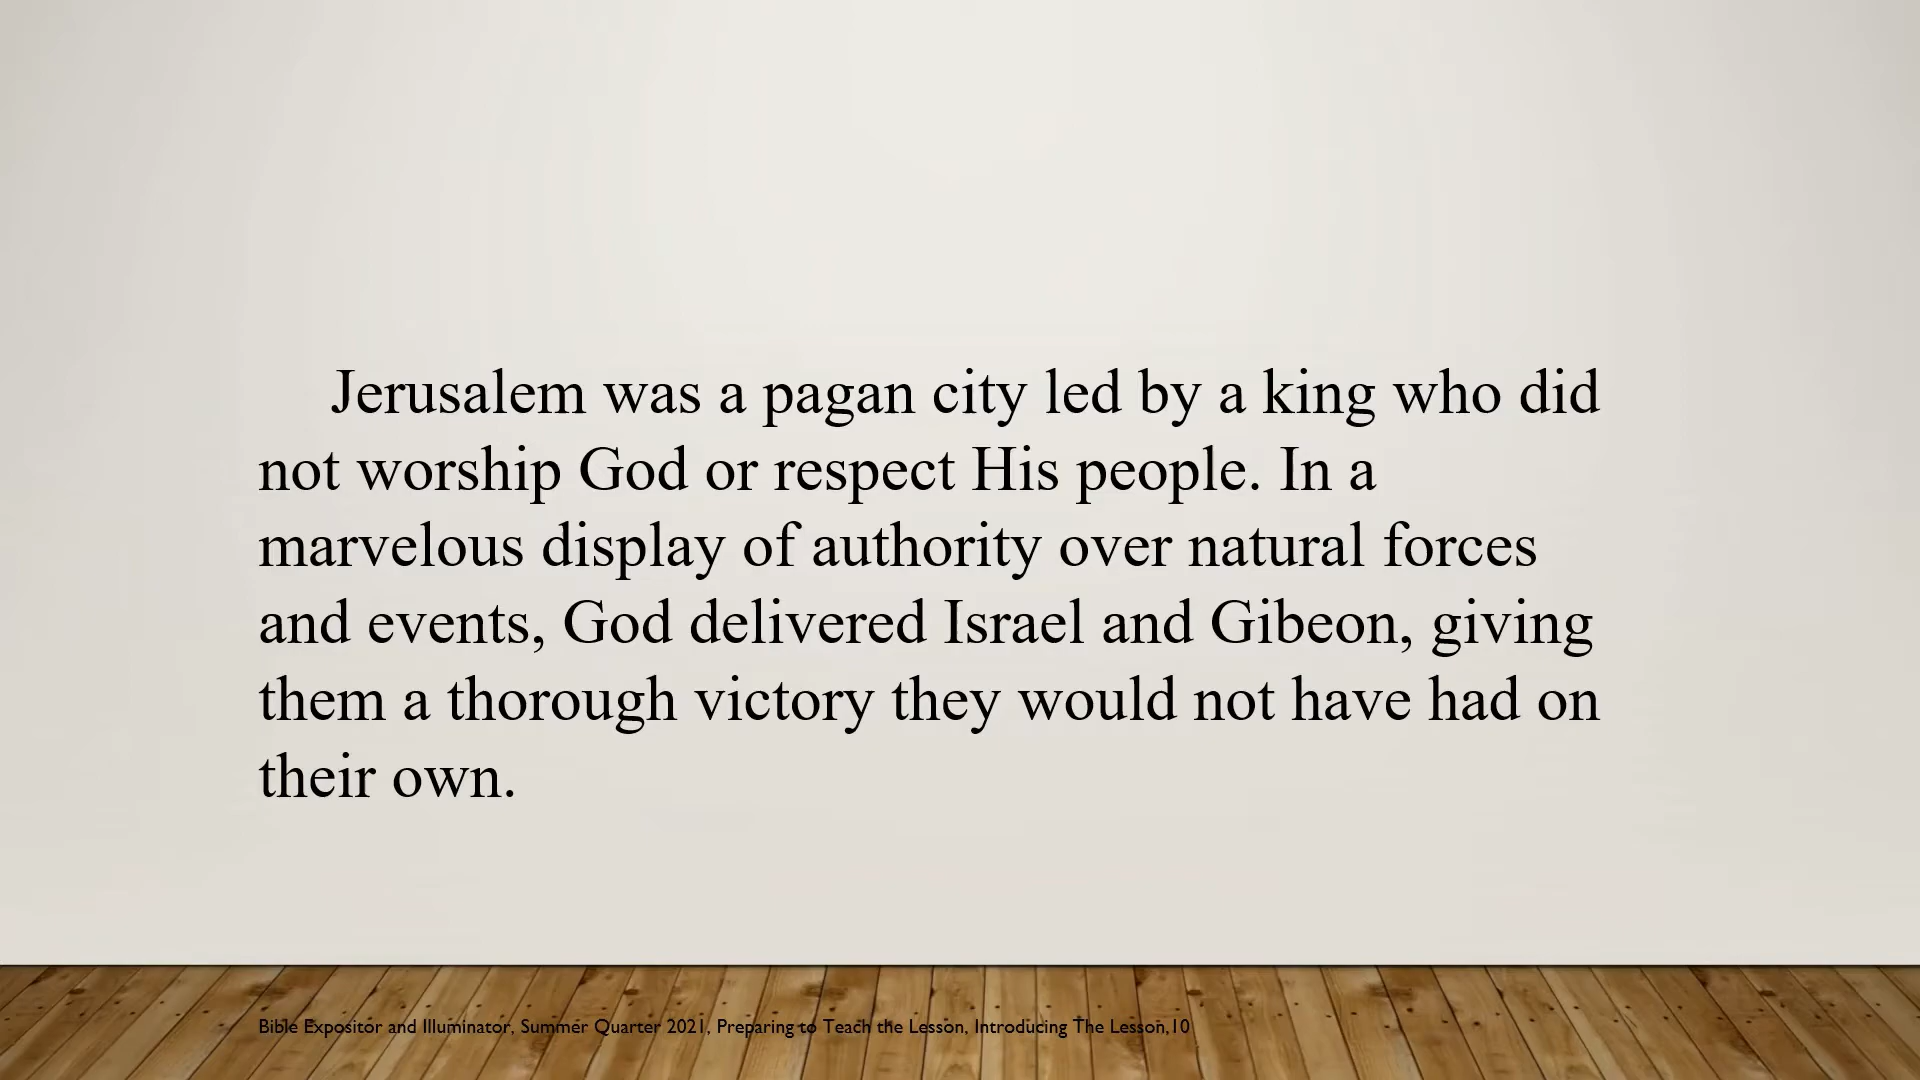 Jerusalem was a pagan city led by a king who did
not worship God or respect His people. In a
marvelous display of authority over natural forces
and events, God delivered Israel and Gibeon, giving
them a thorough victory they would not have had on
their own.
Bible Expositor and Illuminator, Summer Quarter 2021, Preparing to Teach the Lesson, Introducing The Lesson,10